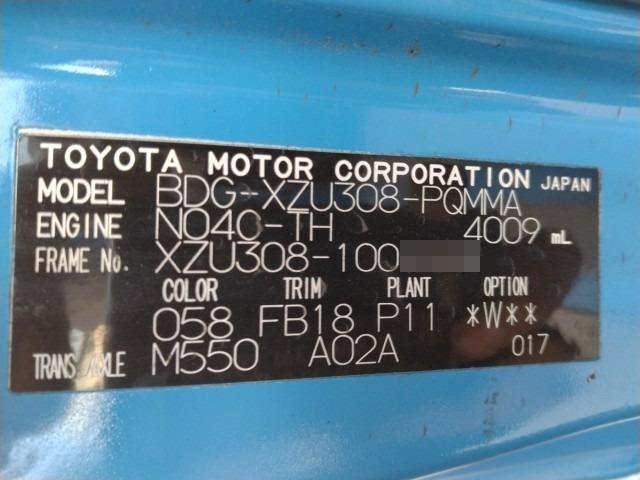 TOYOTA MOTOR CORPORATION JAPAN
MODEL BDG-XZU308-PQMMA
ENGINE N04C-TH 4009 mL
FRAME No. XZU308-100
COLOR TRIM PLANT OPTION
058 FB18 P11 *W**
TRANS/AXLE M550 A02A 017